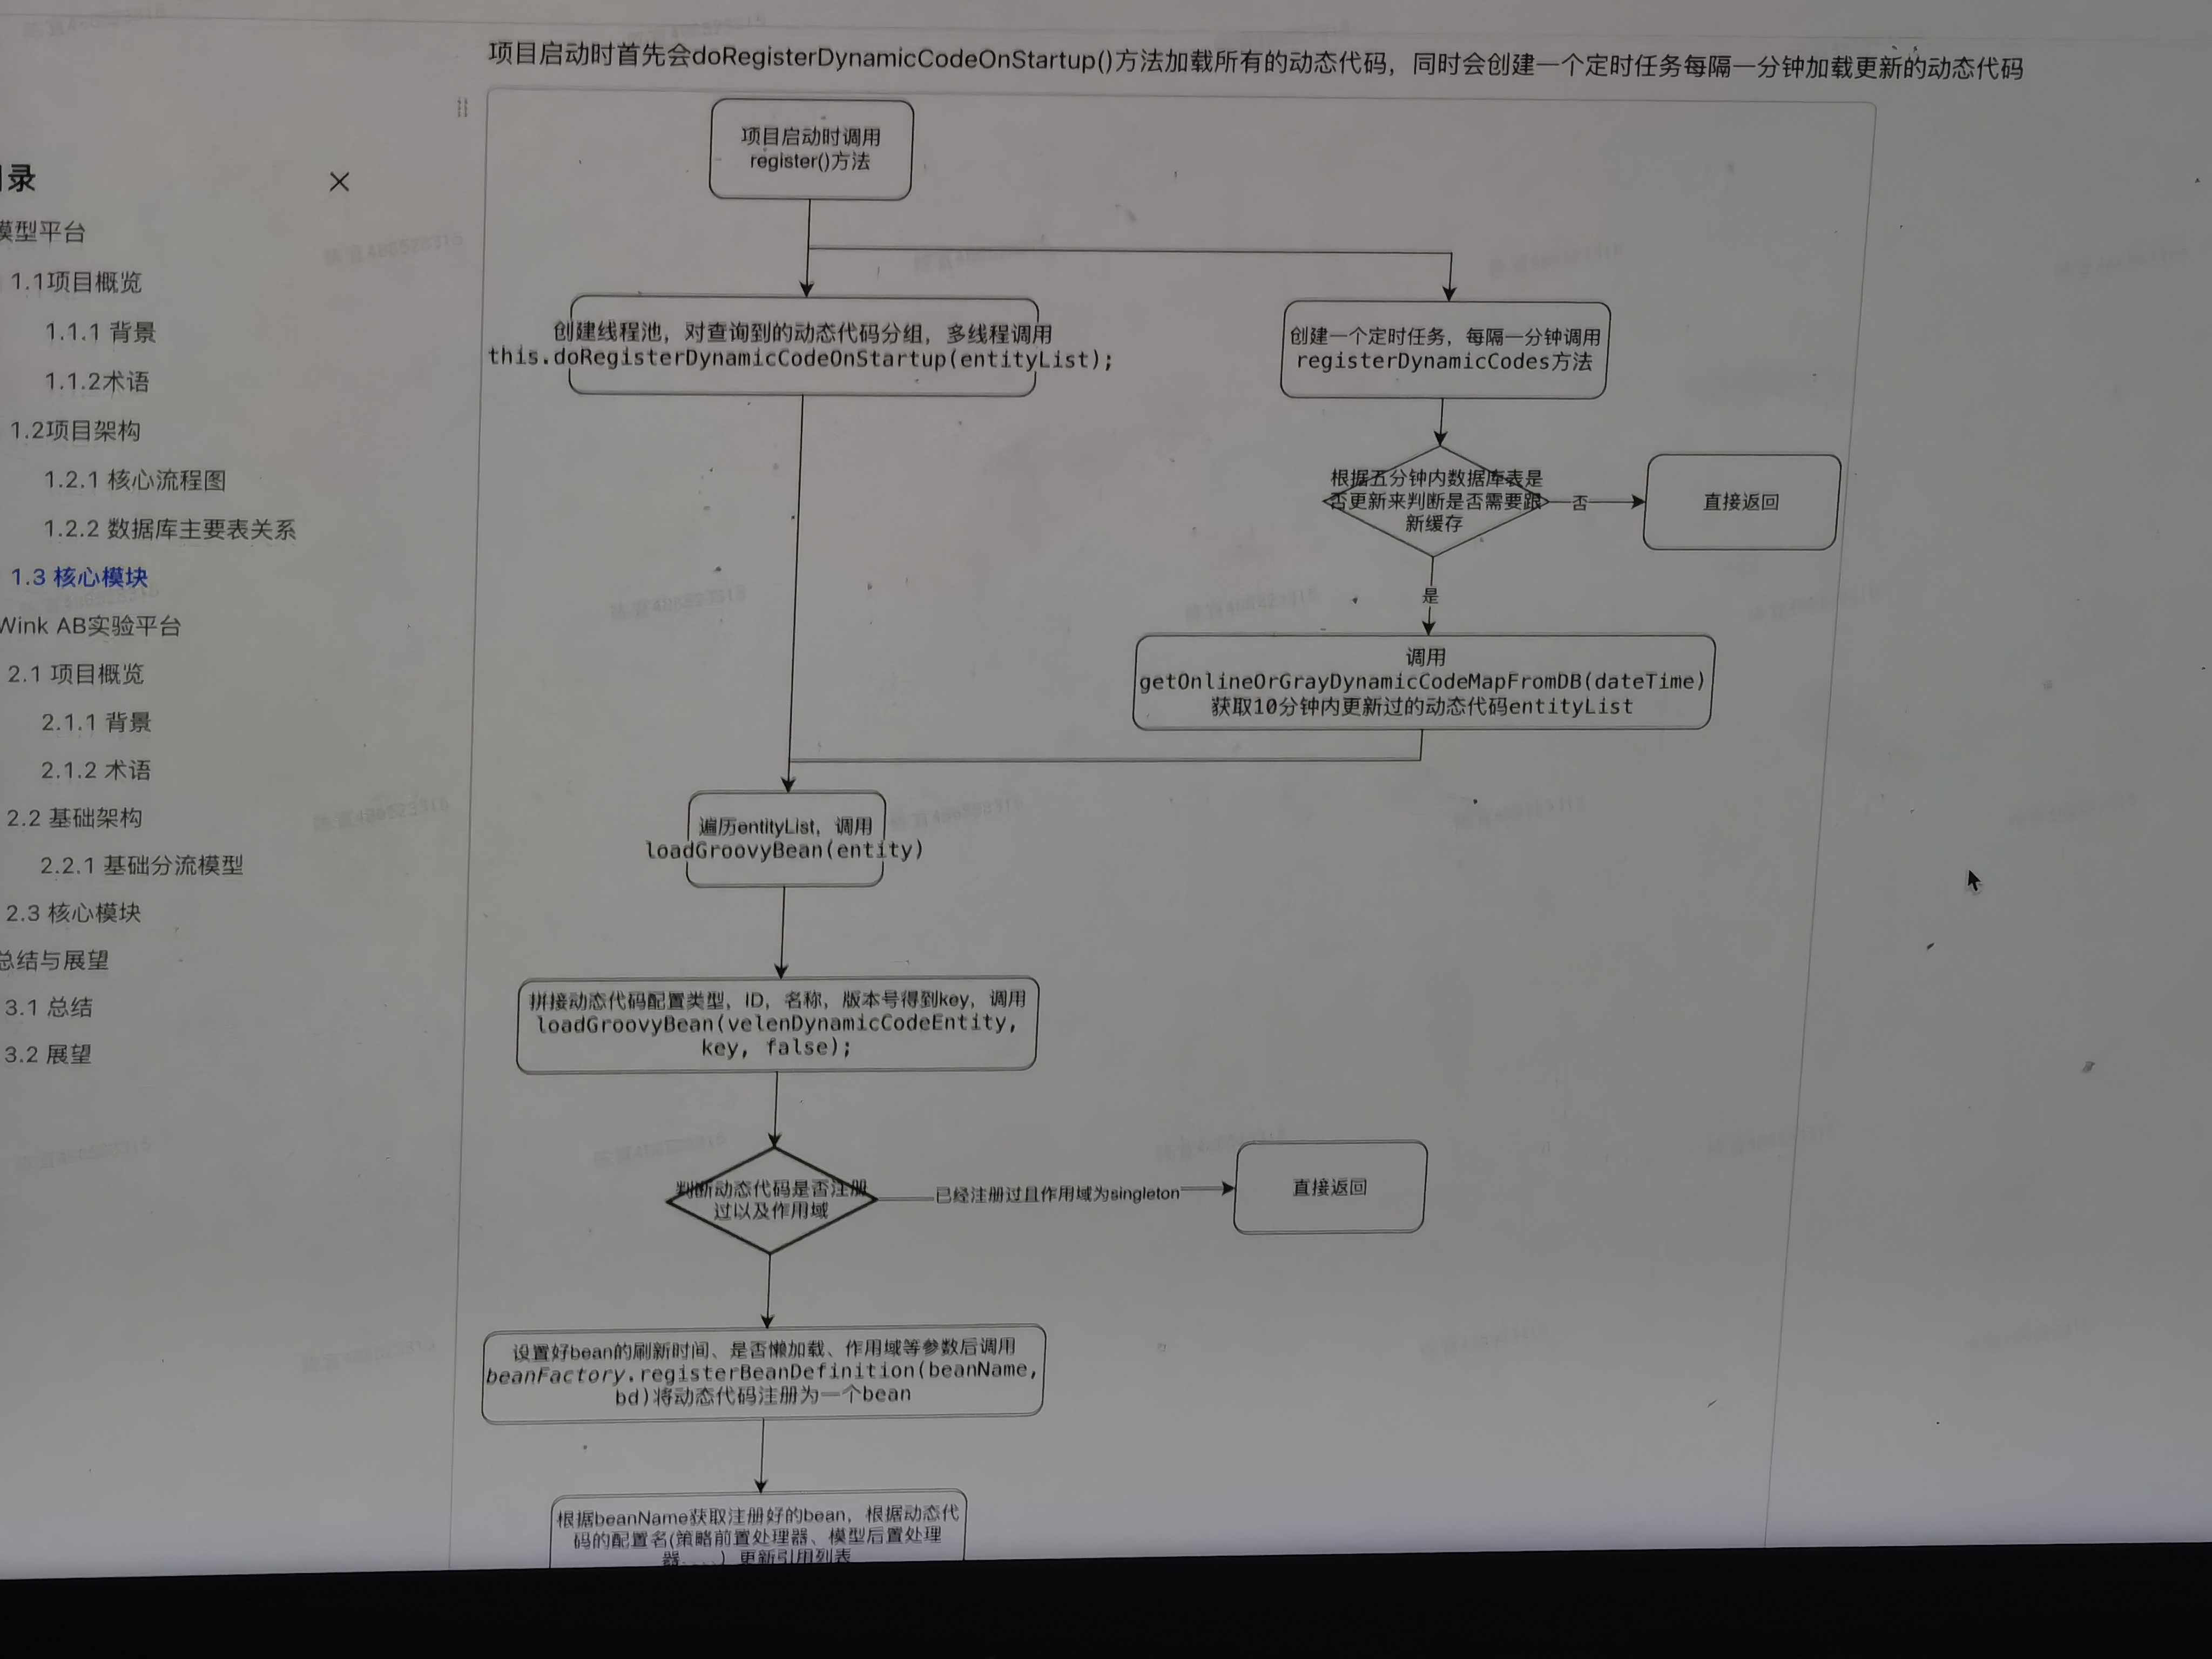 项目启动时首先会doRegisterDynamicCodeOnStartup()方法加载所有的动态代码，同时会创建一个定时任务每隔一分钟加载更新的动态代码
录
模型平台
1.1项目概览
1.1.1 背景
1.1.2术语
1.2项目架构
1.2.1 核心流程图
1.2.2 数据库主要表关系
1.3 核心模块
Wink AB实验平台
2.1 项目概览
2.1.1 背景
2.1.2 术语
2.2 基础架构
2.2.1 基础分流模型
2.3 核心模块
总结与展望
3.1 总结
3.2 展望
项目启动时调用
register()方法
创建线程池，对查询到的动态代码分组，多线程调用
this.doRegisterDynamicCodeOnStartup(entityList);
创建一个定时任务，每隔一分钟调用
registerDynamicCodes方法
根据五分钟内数据库表是
否更新来判断是否需要跟
新缓存
否
直接返回
是
调用
getOnlineOrGrayDynamicCodeMapFromDB(dateTime)
获取10分钟内更新过的动态代码entityList
遍历entityList，调用
loadGroovyBean(entity)
拼接动态代码配置类型，ID，名称，版本号得到key，调用
loadGroovyBean(velenDynamicCodeEntity,
key, false);
判断动态代码是否注册
过以及作用域
已经注册过且作用域为singleton
直接返回
设置好bean的刷新时间、是否懒加载、作用域等参数后调用
beanFactory.registerBeanDefinition(beanName,
bd)将动态代码注册为一个bean
根据beanName获取注册好的bean，根据动态代
码的配置名(策略前置处理器、模型后置处理
器....）更新引用列表